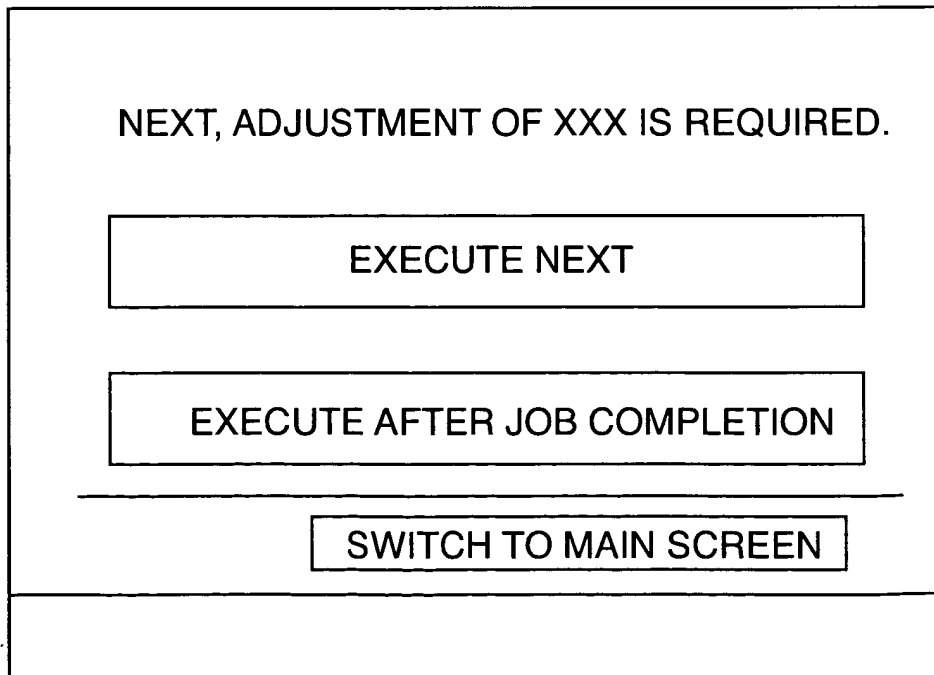 NEXT, ADJUSTMENT OF XXX IS REQUIRED.
EXECUTE NEXT
EXECUTE AFTER JOB COMPLETION
SWITCH TO MAIN SCREEN